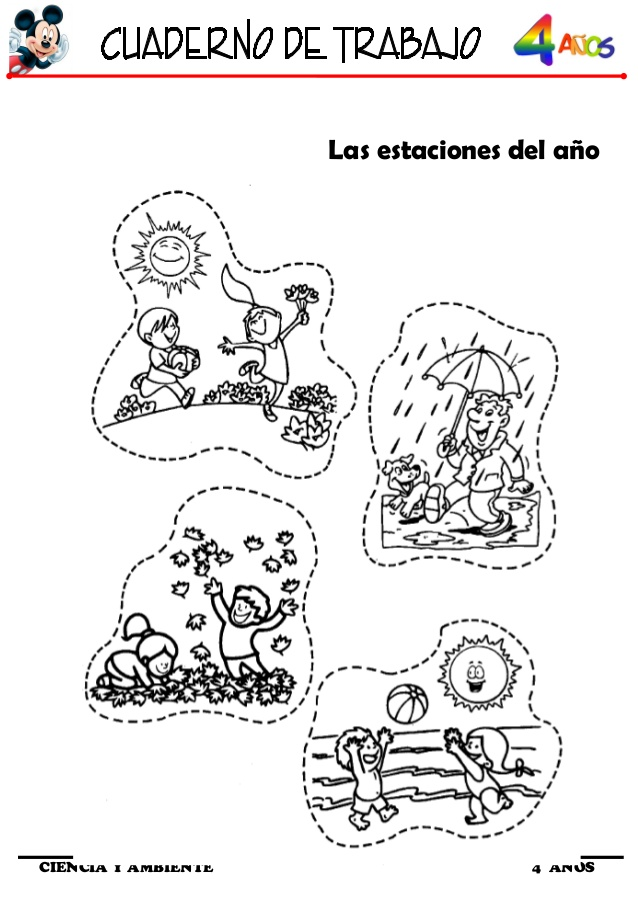 CUADERNO DE TRABAJO
4 AÑOS
Las estaciones del año
CIENCIA Y AMBIENTE
4 AÑOS